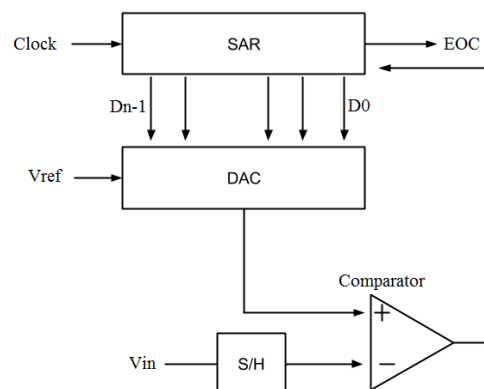 Clock
SAR
EOC
Dn-1
D0
Vref
DAC
Comparator
+
Vin
S/H
−